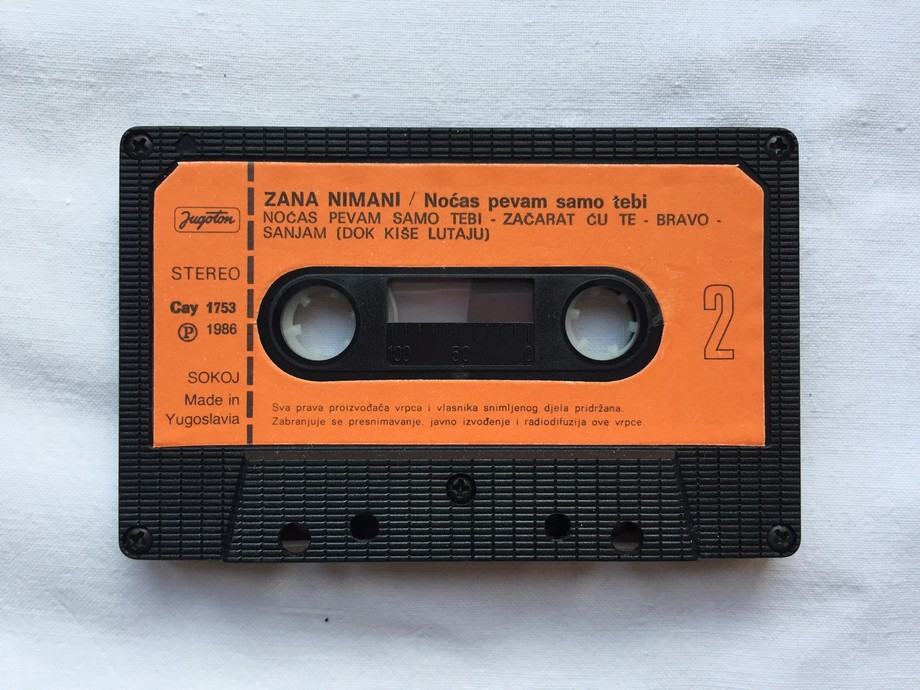 Jugoton
STEREO
Cay 1753
Ⓟ 1986
SOKOJ
Made in
Yugoslavia
ZANA NIMANI / Noćas pevam samo tebi
NOĆAS PEVAM SAMO TEBI - ZAČARAT ĆU TE - BRAVO -
SANJAM (DOK KIŠE LUTAJU)
100 50 0
2
Sva prava proizvođača vrpca i vlasnika snimljenog djela pridržana.
Zabranjuje se presnimavanje, javno izvođenje i radiodifuzija ove vrpce.